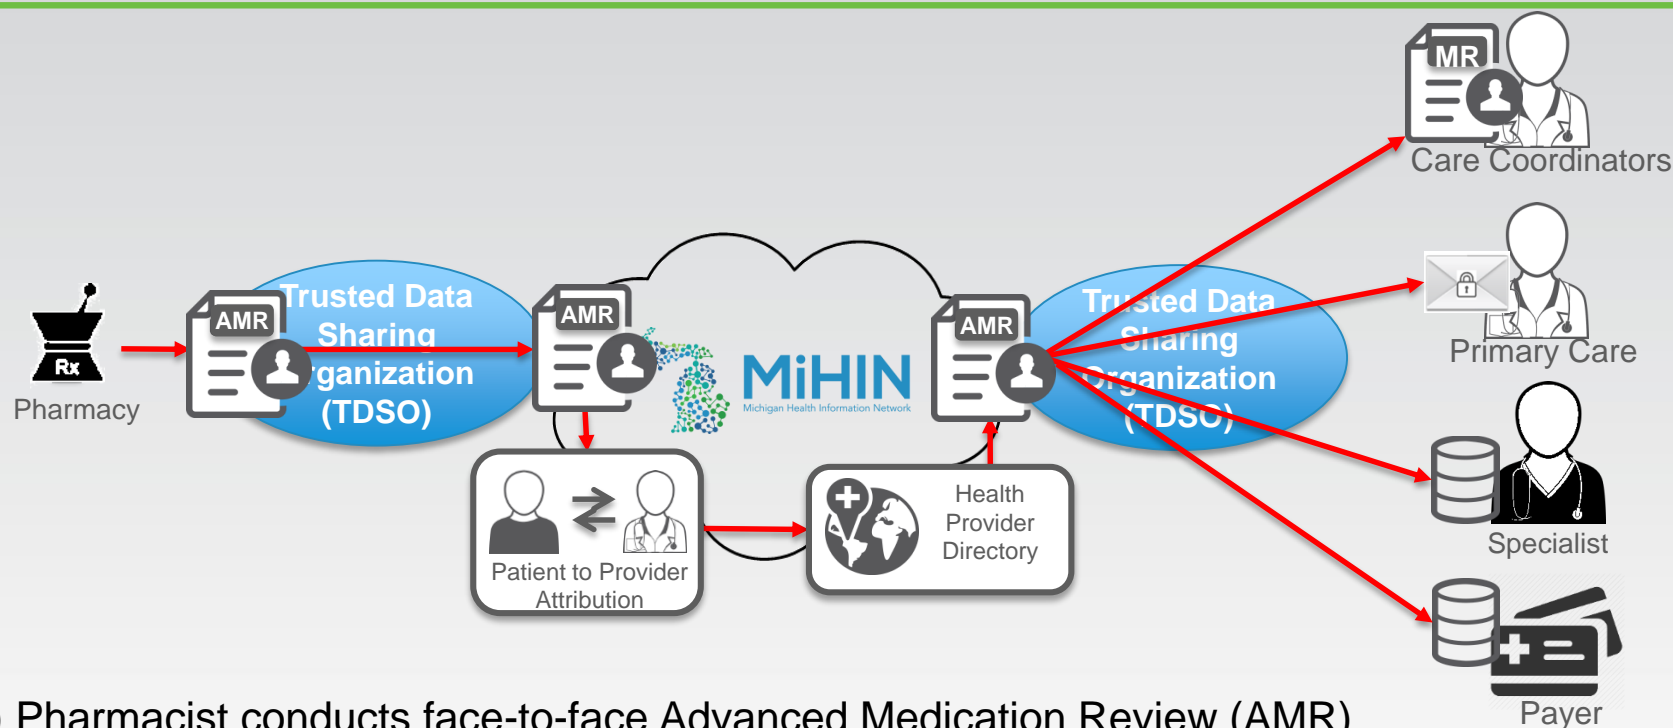 MR
Care Coordinators
Primary Care
Rx
Pharmacy
AMR
Trusted Data
Sharing
Organization
(TDSO)
AMR
MiHIN
Michigan Health Information Network
AMR
Trusted Data
Sharing
Organization
(TDSO)
Patient to Provider
Attribution
Health
Provider
Directory
Specialist
Payer
Pharmacist conducts face-to-face Advanced Medication Review (AMR)